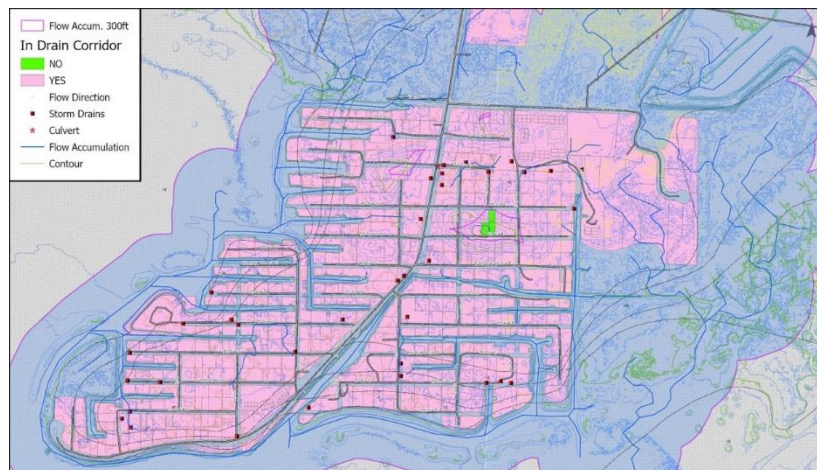 Flow Accum. 300ft
In Drain Corridor
NO
YES
Flow Direction
Storm Drains
Culvert
Flow Accumulation
Contour